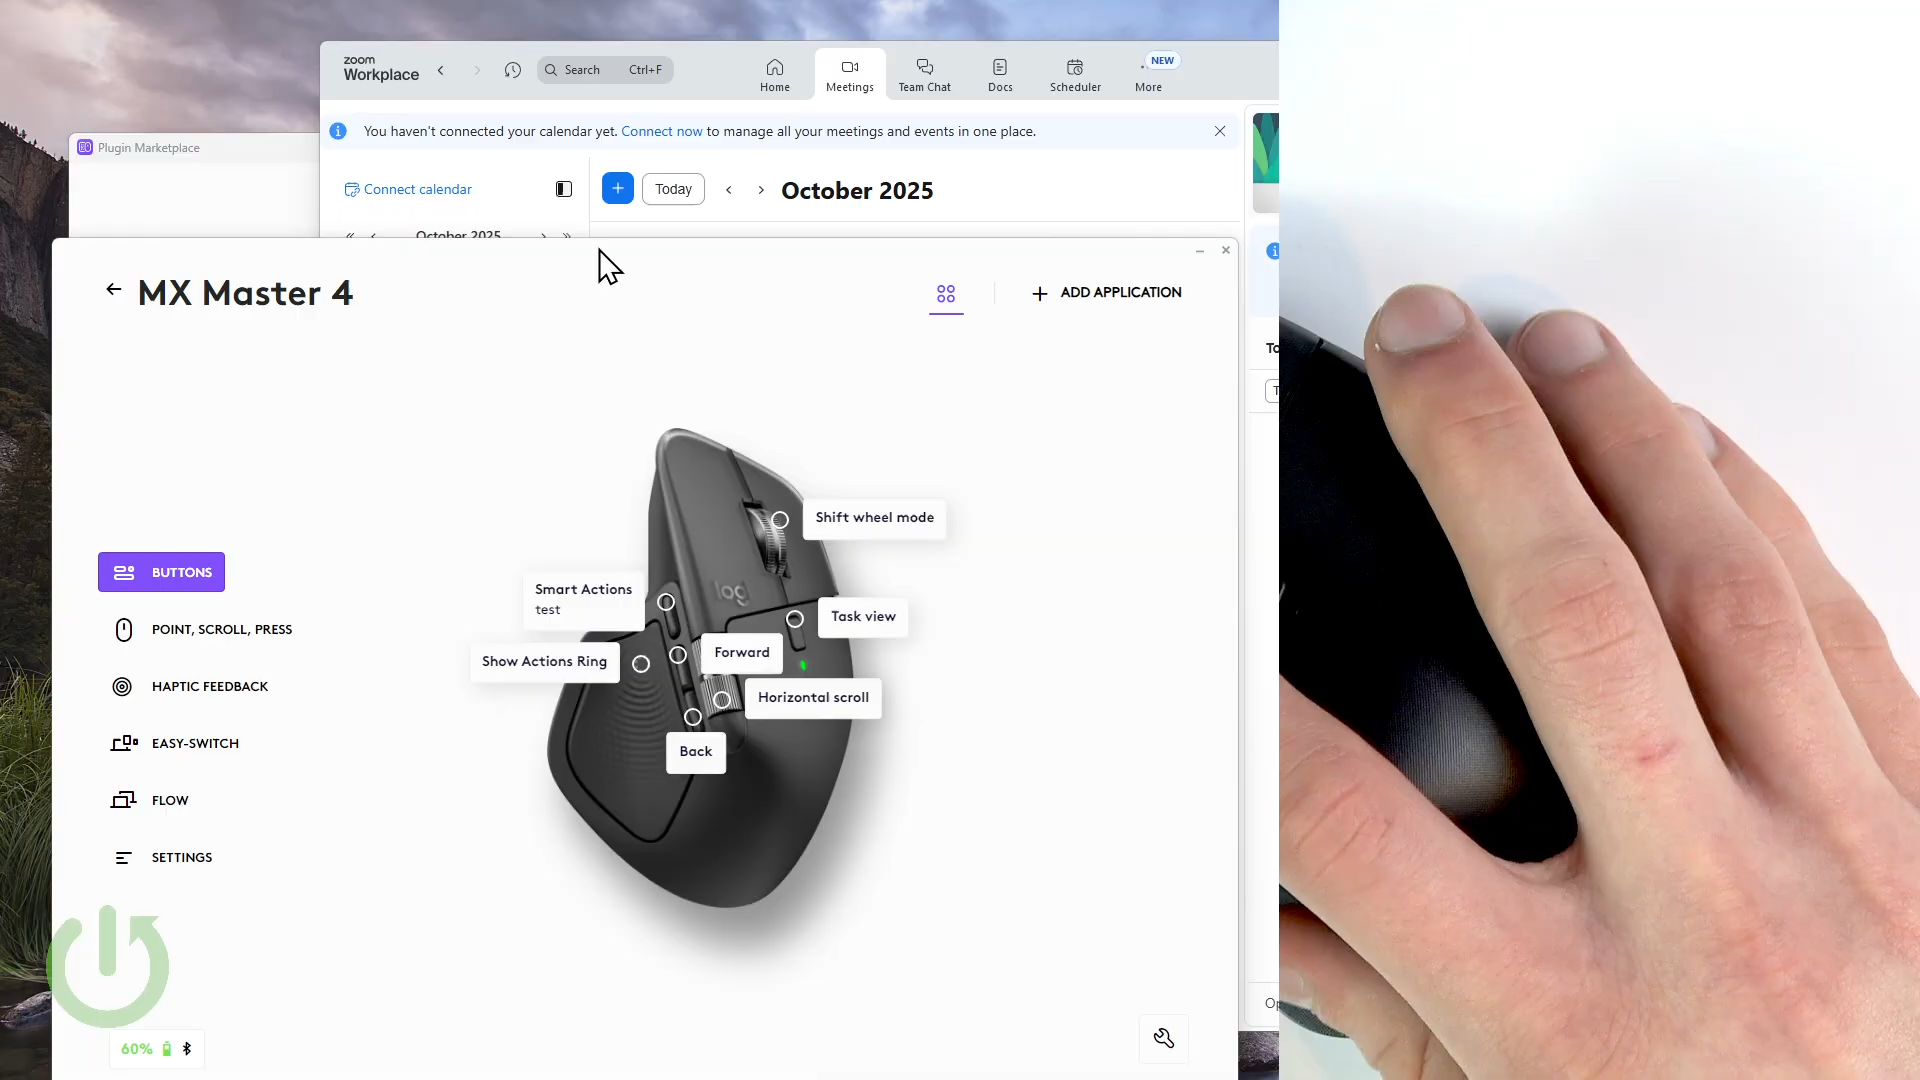 zoom
Workplace
Search Ctrl+F
Home
Meetings
Team Chat
Docs
Scheduler
NEW
More
Plugin Marketplace
You haven't connected your calendar yet. Connect now to manage all your meetings and events in one place.
Connect calendar
Today
October 2025
October 2025
MX Master 4
ADD APPLICATION
Shift wheel mode
Smart Actions
test
logi
Task view
Show Actions Ring
Forward
Horizontal scroll
Back
BUTTONS
POINT, SCROLL, PRESS
HAPTIC FEEDBACK
EASY-SWITCH
FLOW
SETTINGS
60%